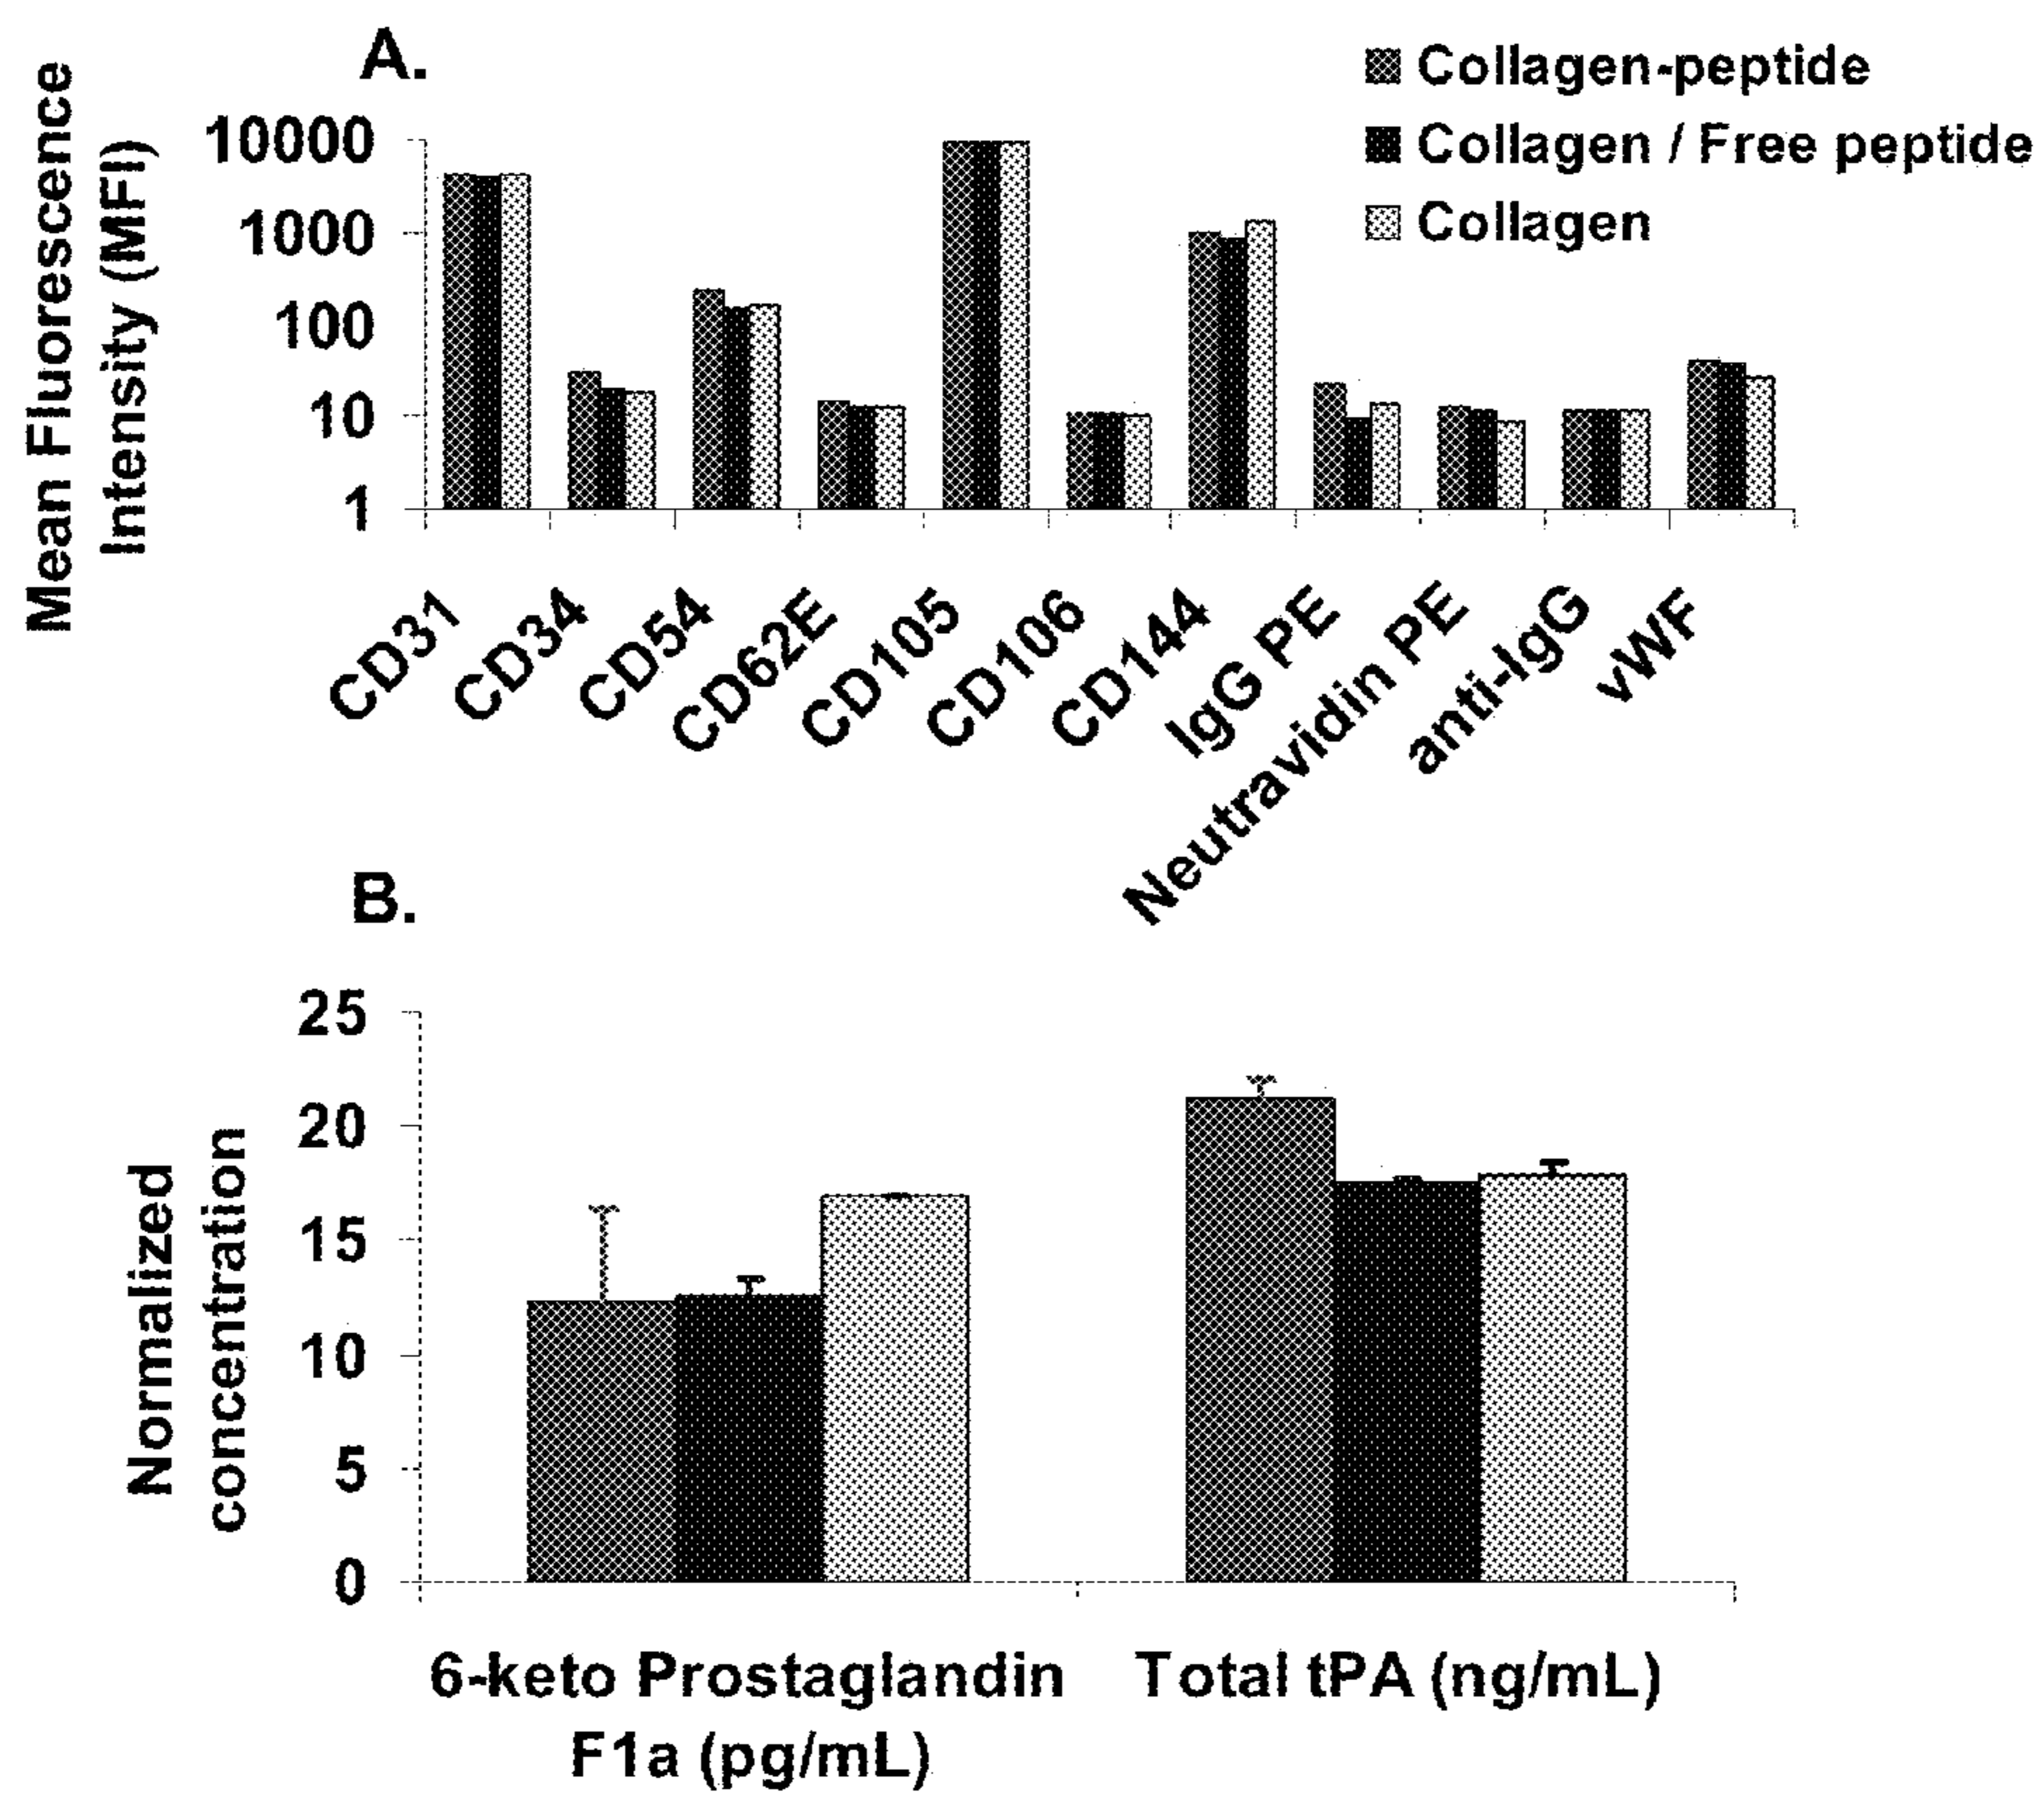 A.
Collagen-peptide
Collagen / Free peptide
Collagen
Mean Fluorescence
Intensity (MFI)
10000
1000
100
10
1
CD31
CD34
CD54
CD62E
CD105
CD106
CD144
IgG PE
Neutravidin PE
anti-IgG
vWF
B.
Normalized
concentration
25
20
15
10
5
0
6-keto Prostaglandin
F1a (pg/mL)
Total tPA (ng/mL)